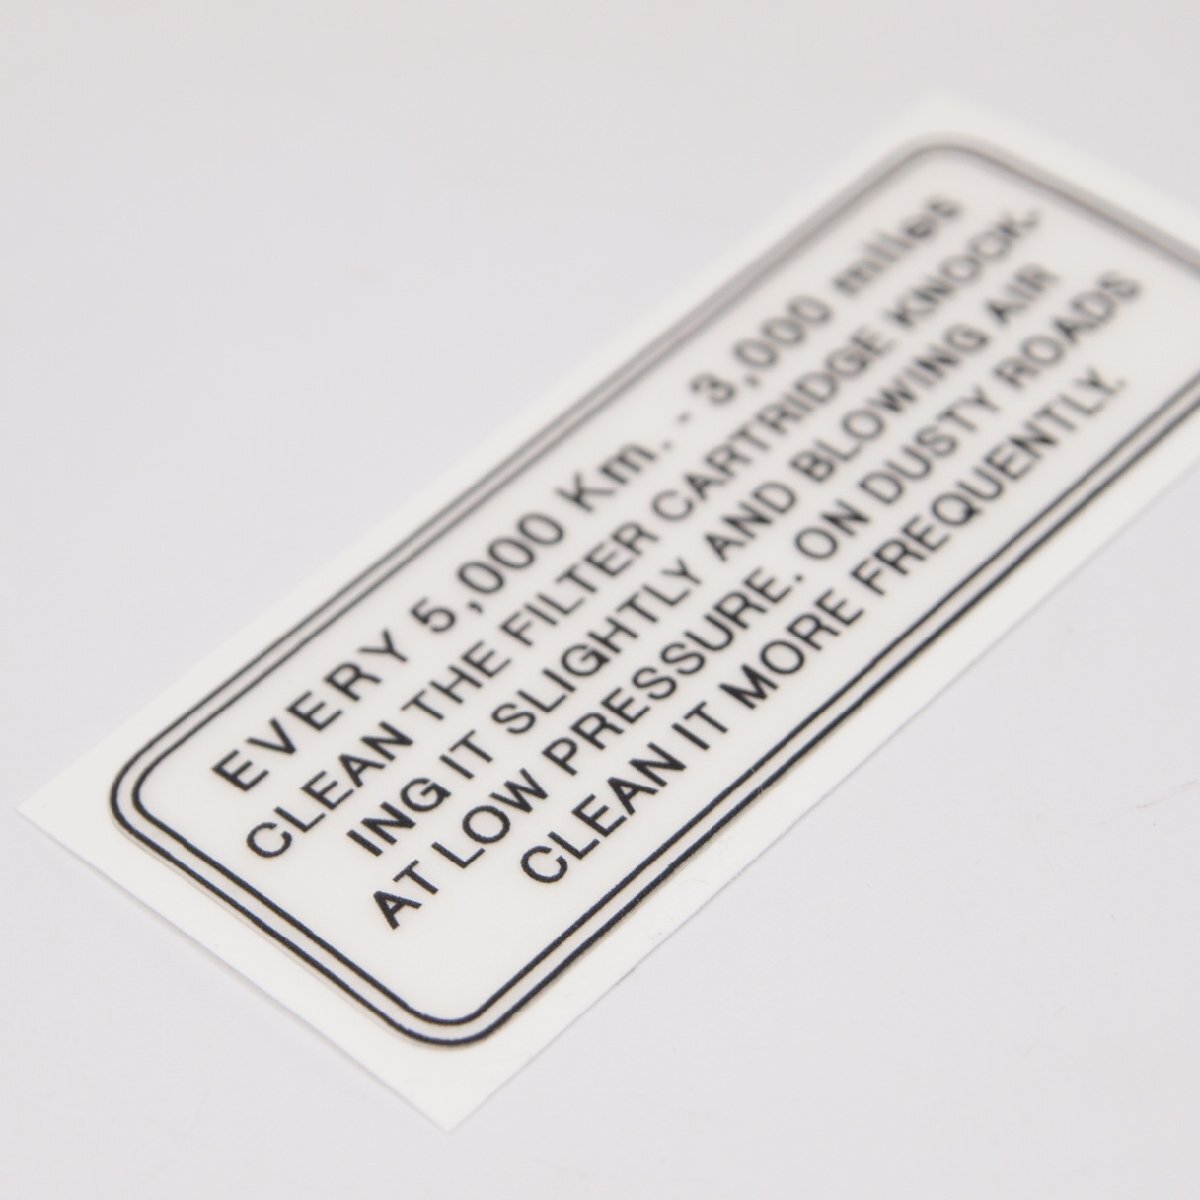 EVERY 5,000 Km. - 3,000 miles
CLEAN THE FILTER CARTRIDGE KNOCK-
ING IT SLIGHTLY AND BLOWING AIR
AT LOW PRESSURE. ON DUSTY ROADS
CLEAN IT MORE FREQUENTLY.